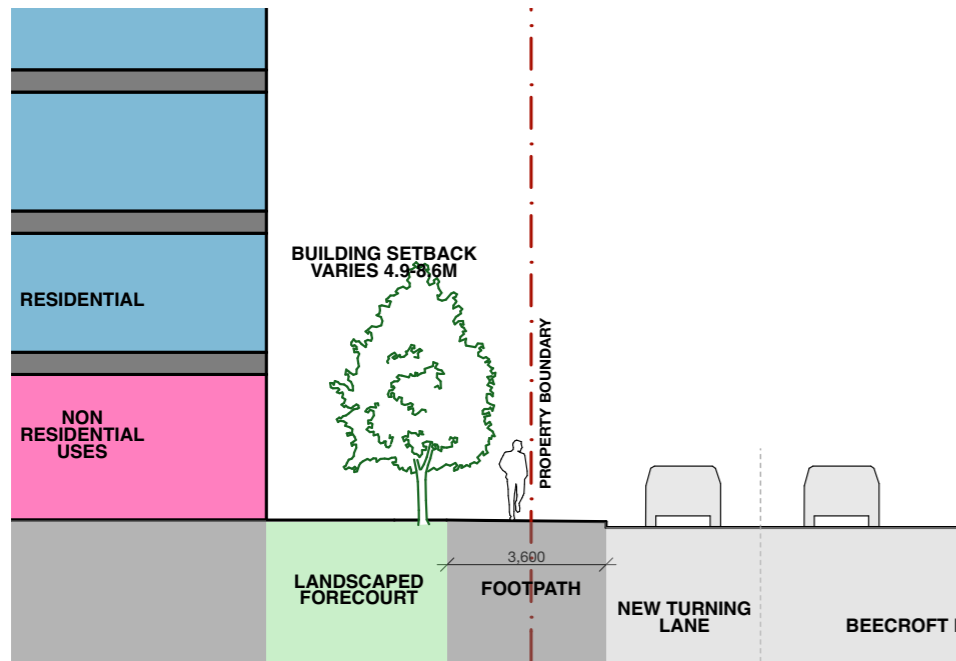 BUILDING SETBACK
VARIES 4.9-8.6M
RESIDENTIAL
PROPERTY BOUNDARY
NON
RESIDENTIAL
USES
3,600
LANDSCAPED
FORECOURT
FOOTPATH
NEW TURNING
LANE
BEECROFT